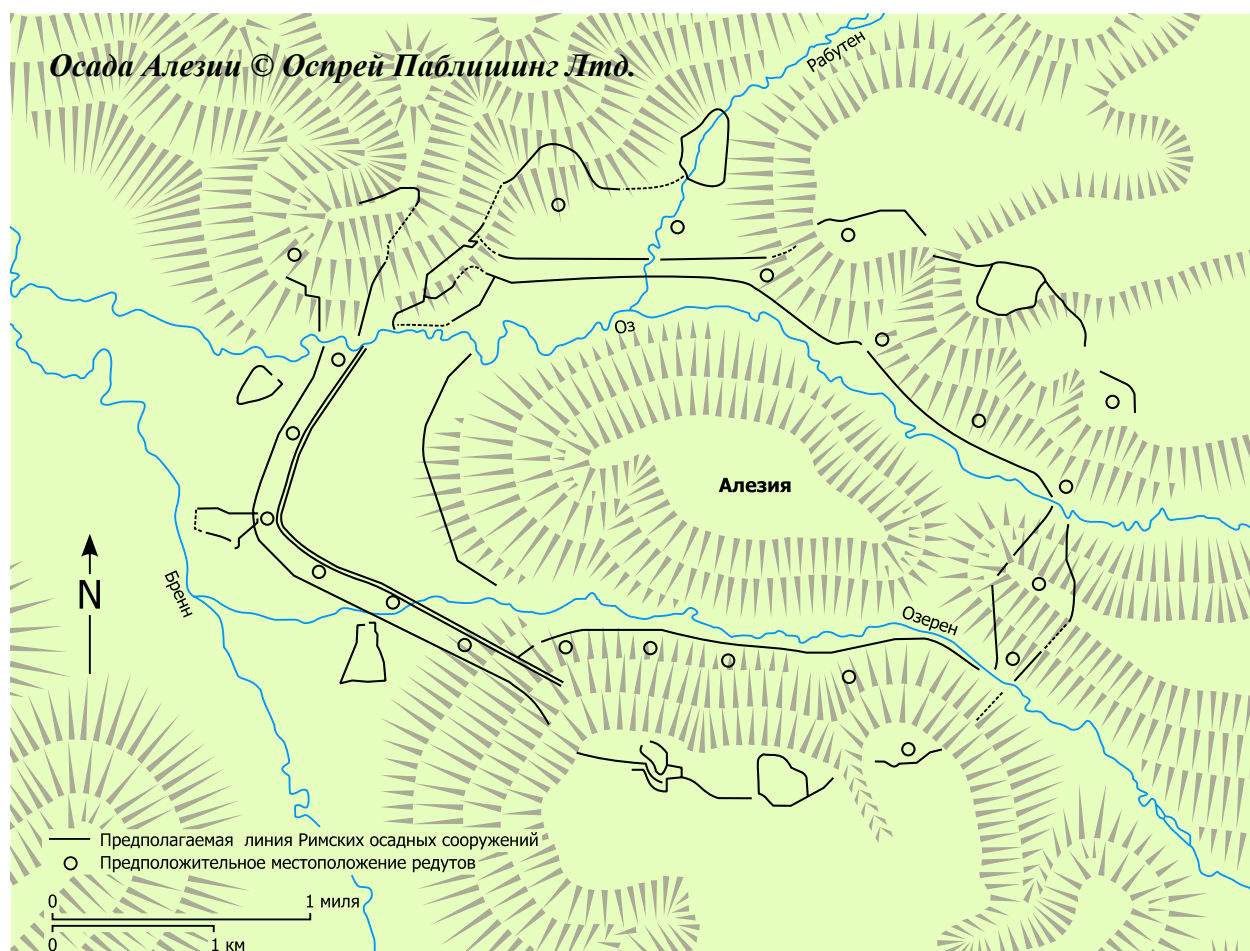 Осада Алезии © Оспрей Паблишинг Лтд.
Рабутен
Оз
Алезия
Бренн
Озерен
N
Предполагаемая линия Римских осадных сооружений
Предположительное местоположение редутов
0 1 миля
0 1 км